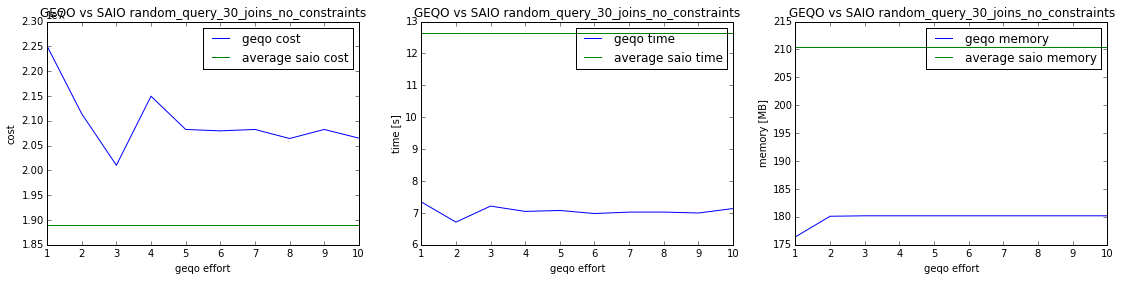 GEQO vs SAIO random_query_30_joins_no_constraints
1e7
2.30
2.25
2.20
2.15
2.10
2.05
2.00
1.95
1.90
1.85
cost
geqo cost
average saio cost
1 2 3 4 5 6 7 8 9 10
geqo effort
GEQO vs SAIO random_query_30_joins_no_constraints
13
12
11
10
9
8
7
6
time [s]
geqo time
average saio time
1 2 3 4 5 6 7 8 9 10
geqo effort
GEQO vs SAIO random_query_30_joins_no_constraints
215
210
205
200
195
190
185
180
175
memory [MB]
geqo memory
average saio memory
1 2 3 4 5 6 7 8 9 10
geqo effort